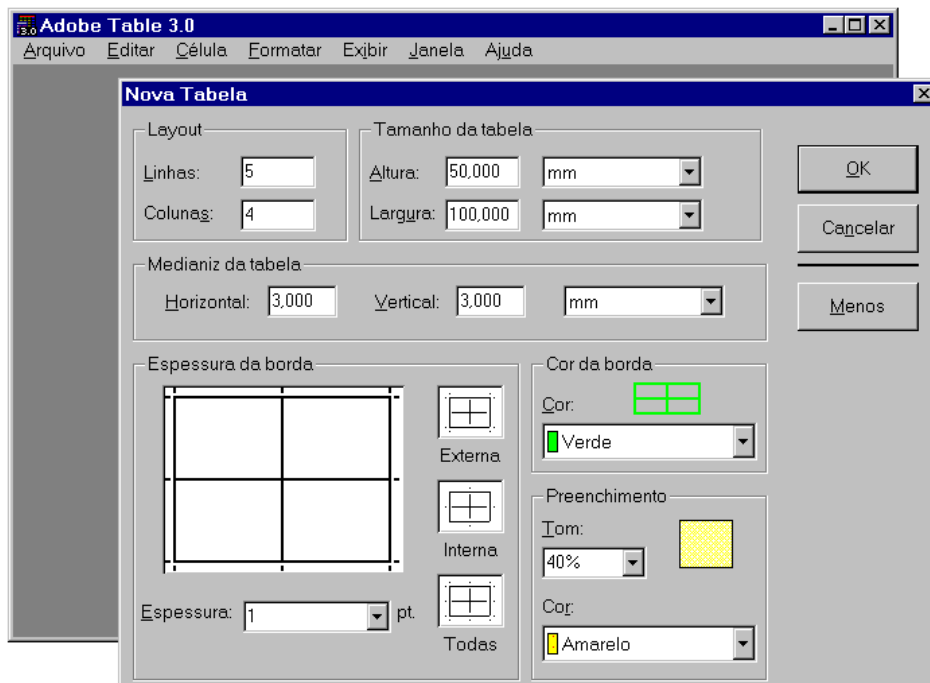 3.0 Adobe Table 3.0
Arquivo Editar Célula Formatar Exibir Janela Ajuda
Nova Tabela
Layout
Linhas: 5
Colunas: 4
Tamanho da tabela
Altura: 50,000 mm
Largura: 100,000 mm
OK
Cancelar
Menos
Medianiz da tabela
Horizontal: 3,000 Vertical: 3,000 mm
Espessura da borda
Externa
Interna
Todas
Espessura: 1 pt.
Cor da borda
Cor:
Verde
Preenchimento
Tom:
40%
Cor:
Amarelo